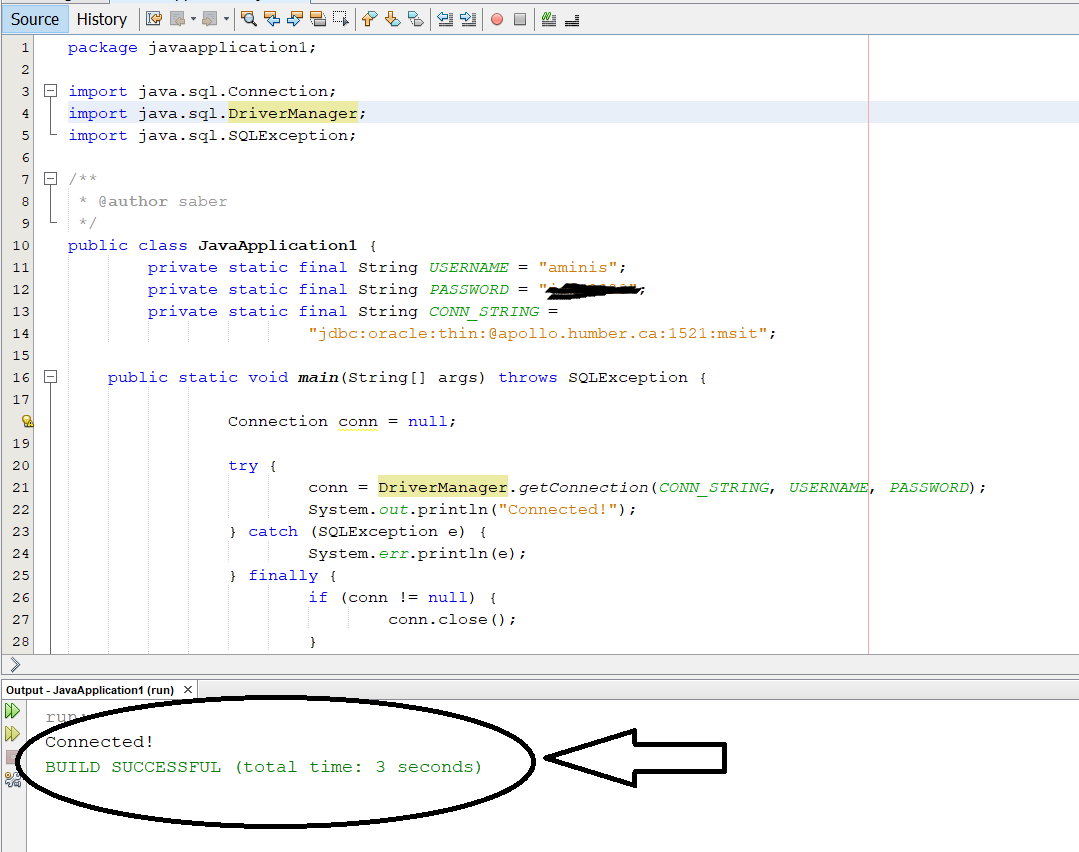 Source History
1 package javaapplication1;
2
3 import java.sql.Connection;
4 import java.sql.DriverManager;
5 import java.sql.SQLException;
6
7 /**
8 * @author saber
9 */
10 public class JavaApplication1 {
11 private static final String USERNAME = "aminis";
12 private static final String PASSWORD = " ";
13 private static final String CONN_STRING =
14 "jdbc:oracle:thin:@apollo.humber.ca:1521:msit";
15
16 public static void main(String[] args) throws SQLException {
17
Connection conn = null;
19
20 try {
21 conn = DriverManager.getConnection(CONN_STRING, USERNAME, PASSWORD);
22 System.out.println("Connected!");
23 } catch (SQLException e) {
24 System.err.println(e);
25 } finally {
26 if (conn != null) {
27 conn.close();
28 }
Output - JavaApplication1 (run) ×
run:
Connected!
BUILD SUCCESSFUL (total time: 3 seconds)